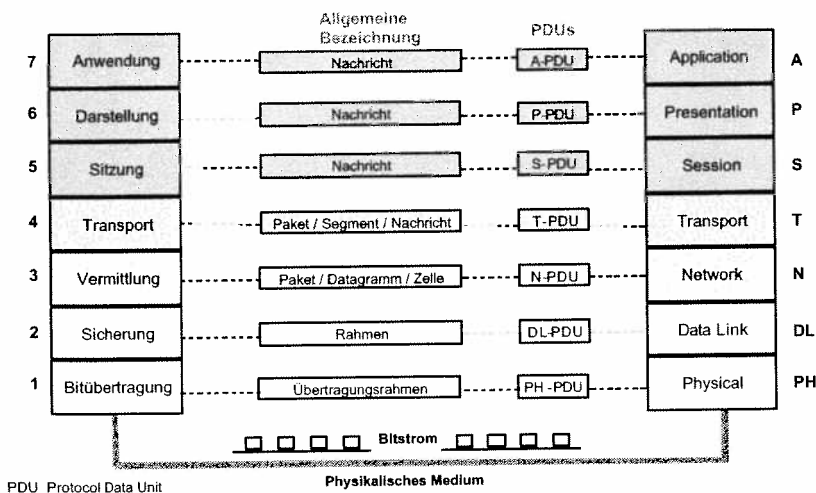 Allgemeine Bezeichnung PDUs
7 Anwendung Nachricht A-PDU Application A
6 Darstellung Nachricht P-PDU Presentation P
5 Sitzung Nachricht S-PDU Session S
4 Transport Paket / Segment / Nachricht T-PDU Transport T
3 Vermittlung Paket / Datagramm / Zelle N-PDU Network N
2 Sicherung Rahmen DL-PDU Data Link DL
1 Bitübertragung Übertragungsrahmen PH -PDU Physical PH
Bitstrom
Physikalisches Medium
PDU Protocol Data Unit